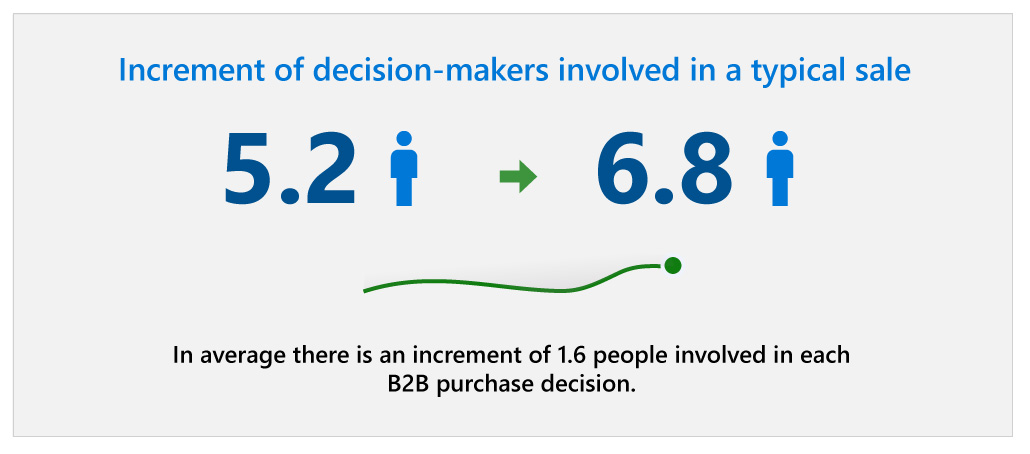 Increment of decision-makers involved in a typical sale
5.2 6.8
In average there is an increment of 1.6 people involved in each
B2B purchase decision.